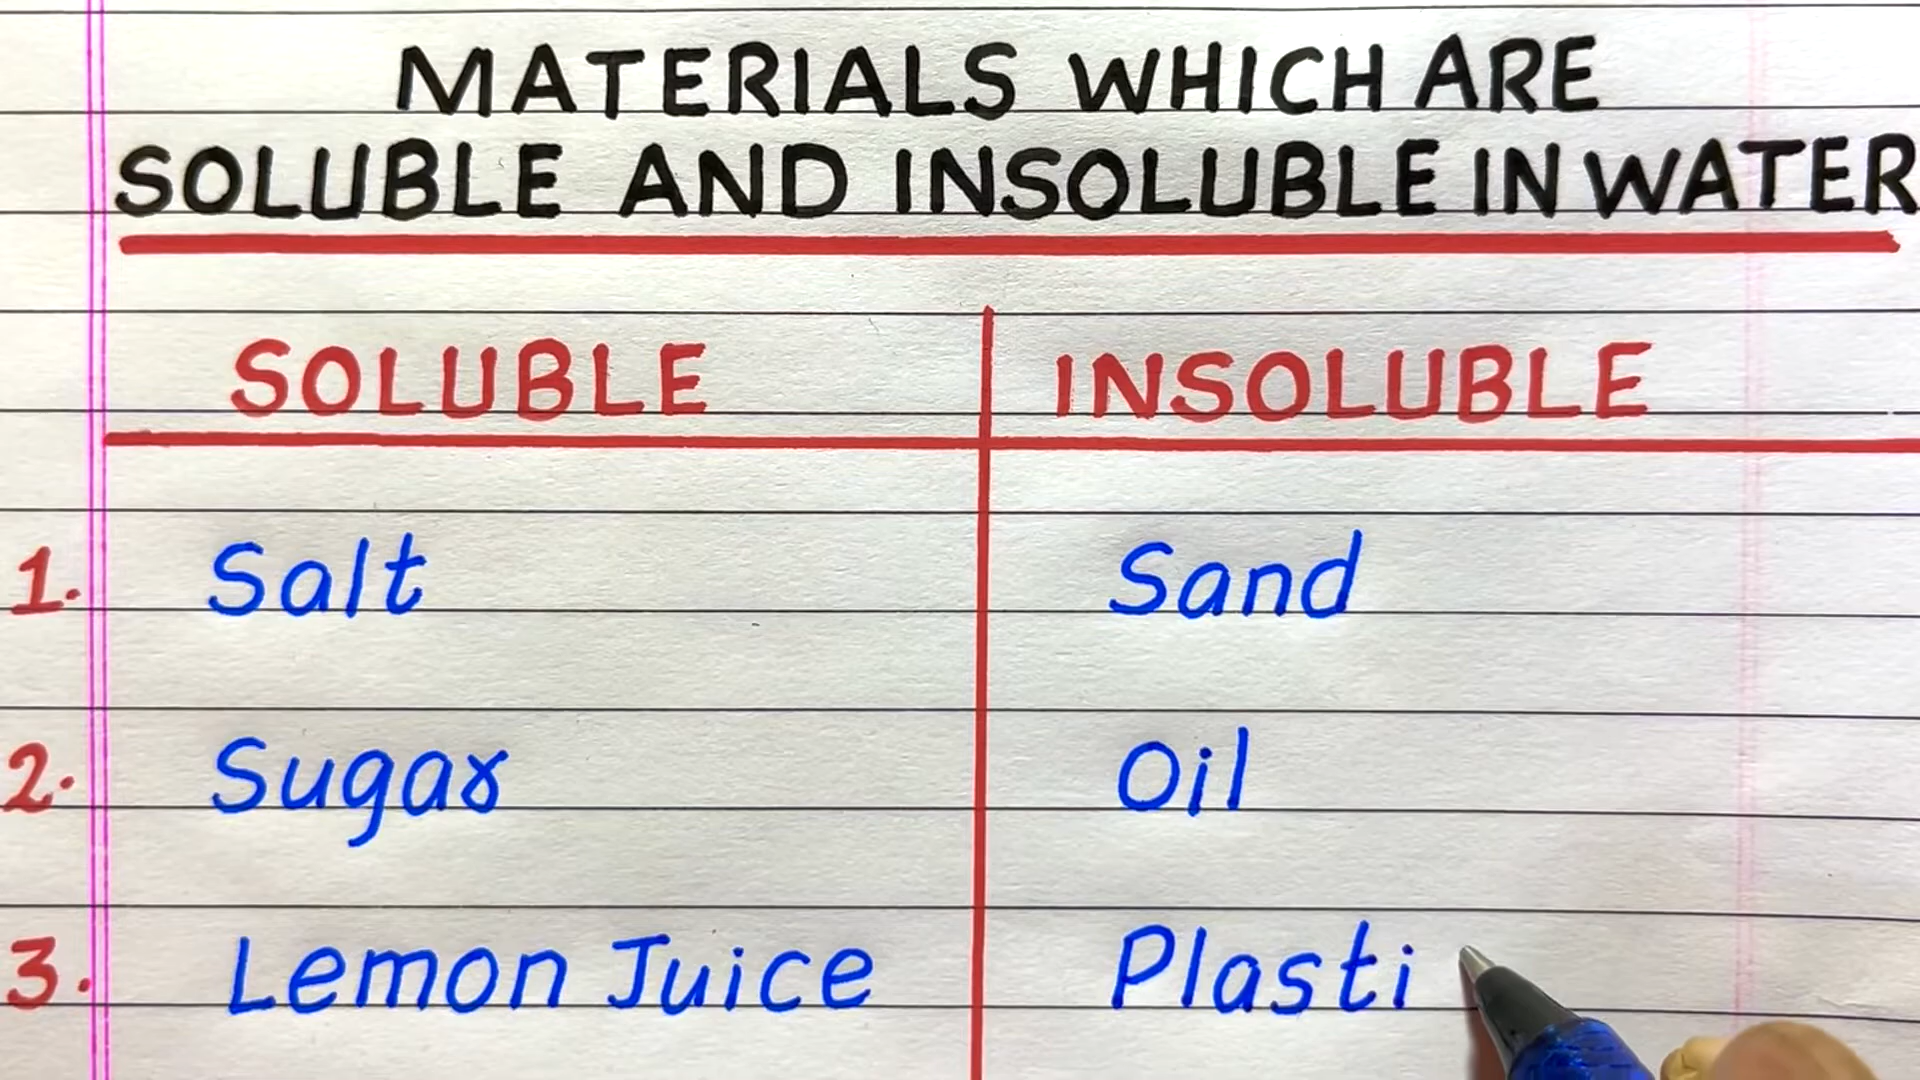 MATERIALS WHICH ARE
SOLUBLE AND INSOLUBLE IN WATER
SOLUBLE INSOLUBLE
1. Salt Sand
2. Sugar Oil
3. Lemon Juice Plasti